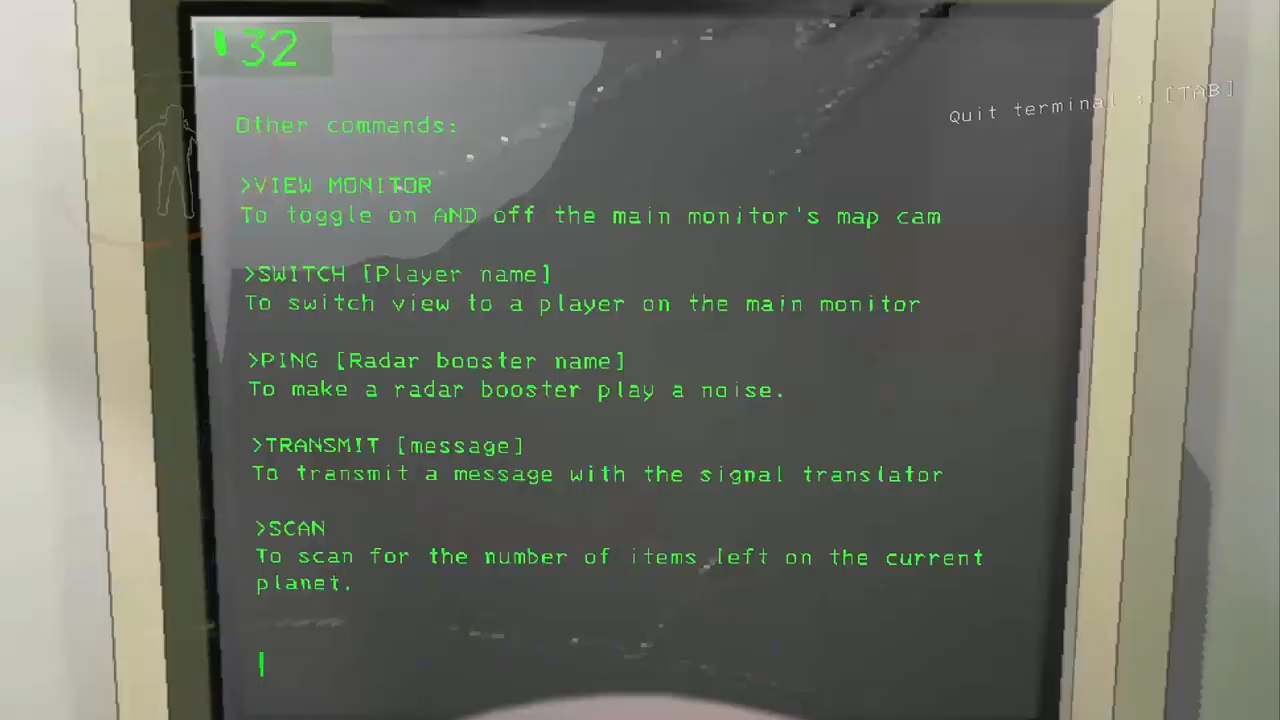 32
Quit terminal : [TAB]
Other commands:
>VIEW MONITOR
To toggle on AND off the main monitor's map cam
>SWITCH [Player name]
To switch view to a player on the main monitor
>PING [Radar booster name]
To make a radar booster play a noise.
>TRANSMIT [message]
To transmit a message with the signal translator
>SCAN
To scan for the number of items left on the current
planet.